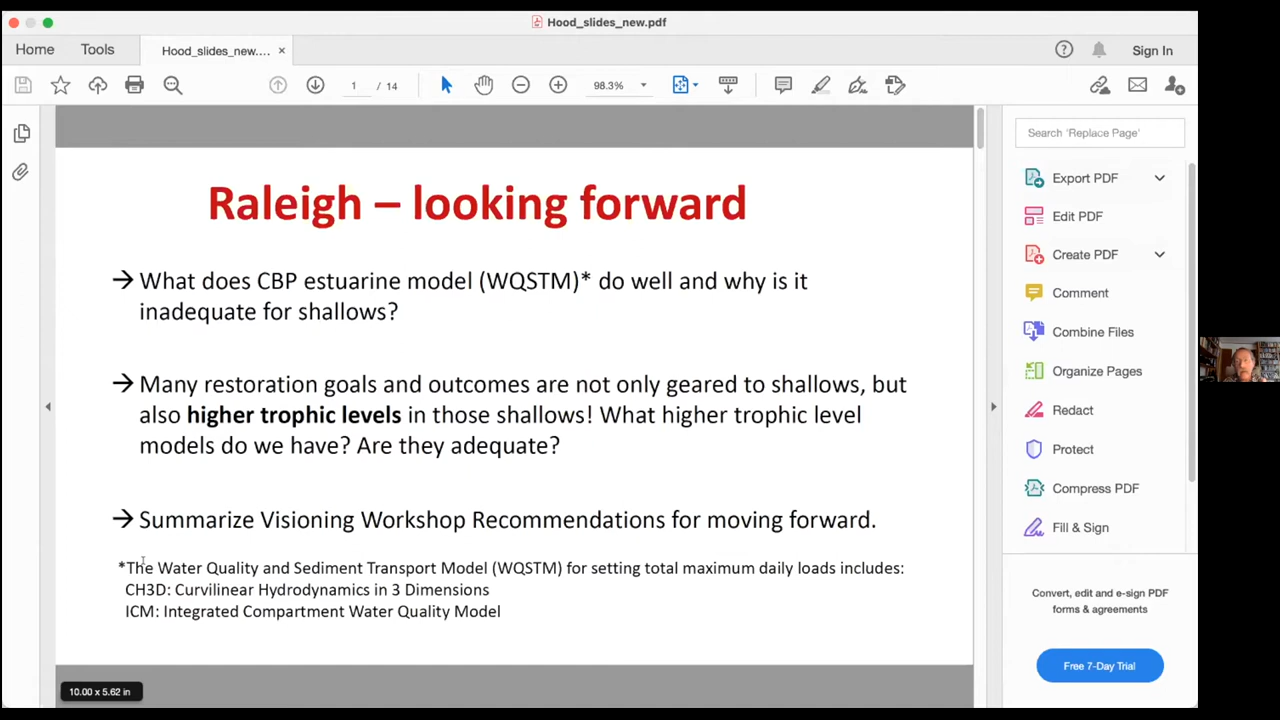 Hood_slides_new.pdf
Home
Tools
Hood_slides_new....
Sign In
1 / 14
98.3%
Raleigh – looking forward
→ What does CBP estuarine model (WQSTM)* do well and why is it
inadequate for shallows?
→ Many restoration goals and outcomes are not only geared to shallows, but
also higher trophic levels in those shallows! What higher trophic level
models do we have? Are they adequate?
→ Summarize Visioning Workshop Recommendations for moving forward.
*The Water Quality and Sediment Transport Model (WQSTM) for setting total maximum daily loads includes:
CH3D: Curvilinear Hydrodynamics in 3 Dimensions
ICM: Integrated Compartment Water Quality Model
10.00 x 5.62 in
Search 'Replace Page'
Export PDF
Edit PDF
Create PDF
Comment
Combine Files
Organize Pages
Redact
Protect
Compress PDF
Fill & Sign
Convert, edit and e-sign PDF
forms & agreements
Free 7-Day Trial